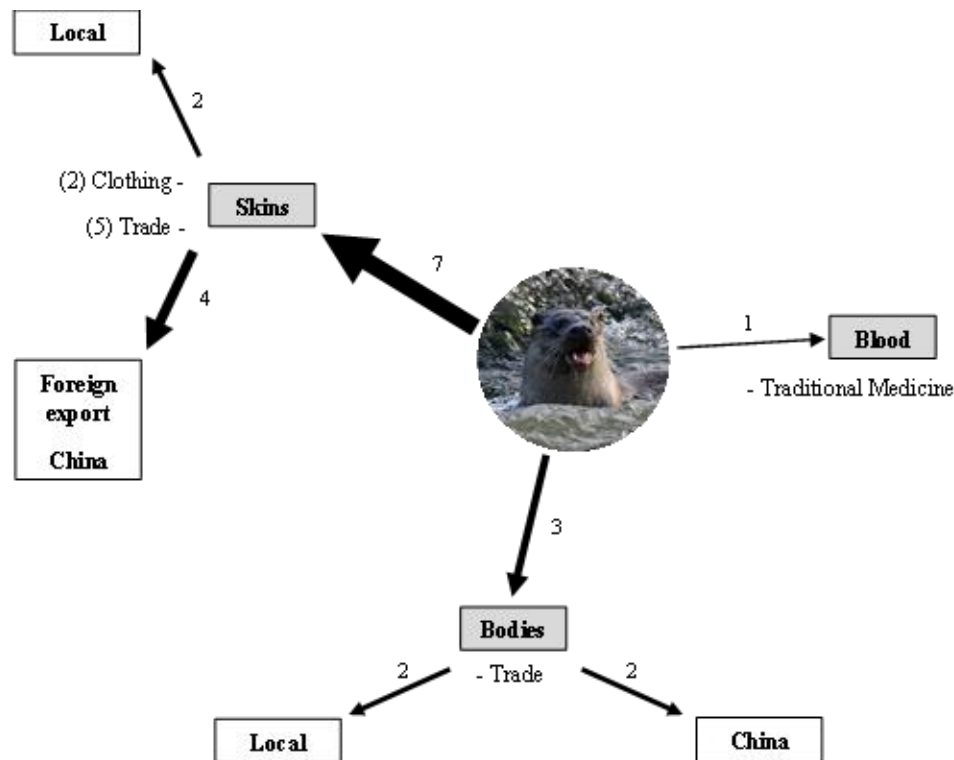 Local
2
(2) Clothing -
Skins
(5) Trade -
7
4
1
Blood
- Traditional Medicine
Foreign
export
China
3
Bodies
2
- Trade
2
Local
China